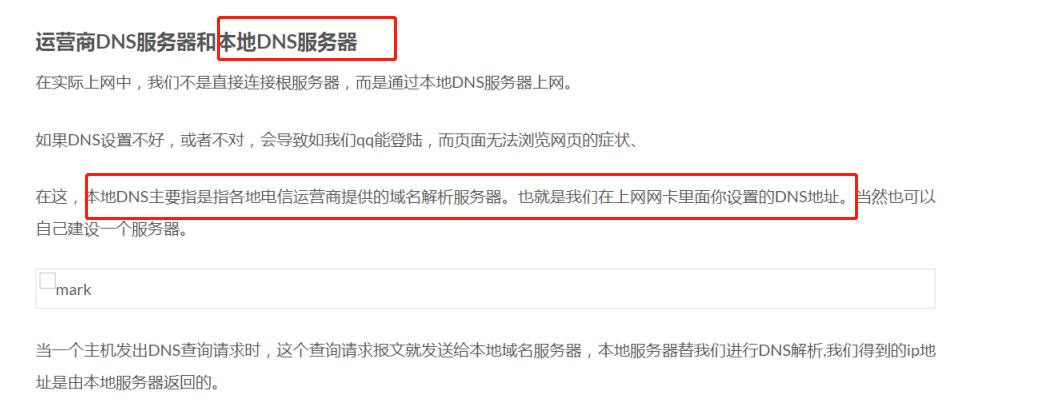 运营商DNS服务器和本地DNS服务器
在实际上网中，我们不是直接连接根服务器，而是通过本地DNS服务器上网。
如果DNS设置不好，或者不对，会导致如我们qq能登陆，而页面无法浏览网页的症状、
在这，本地DNS主要指是指各地电信运营商提供的域名解析服务器。也就是我们在上网网卡里面你设置的DNS地址。当然也可以
自己建设一个服务器。
mark
当一个主机发出DNS查询请求时，这个查询请求报文就发送给本地域名服务器，本地服务器替我们进行DNS解析,我们得到的ip地
址是由本地服务器返回的。